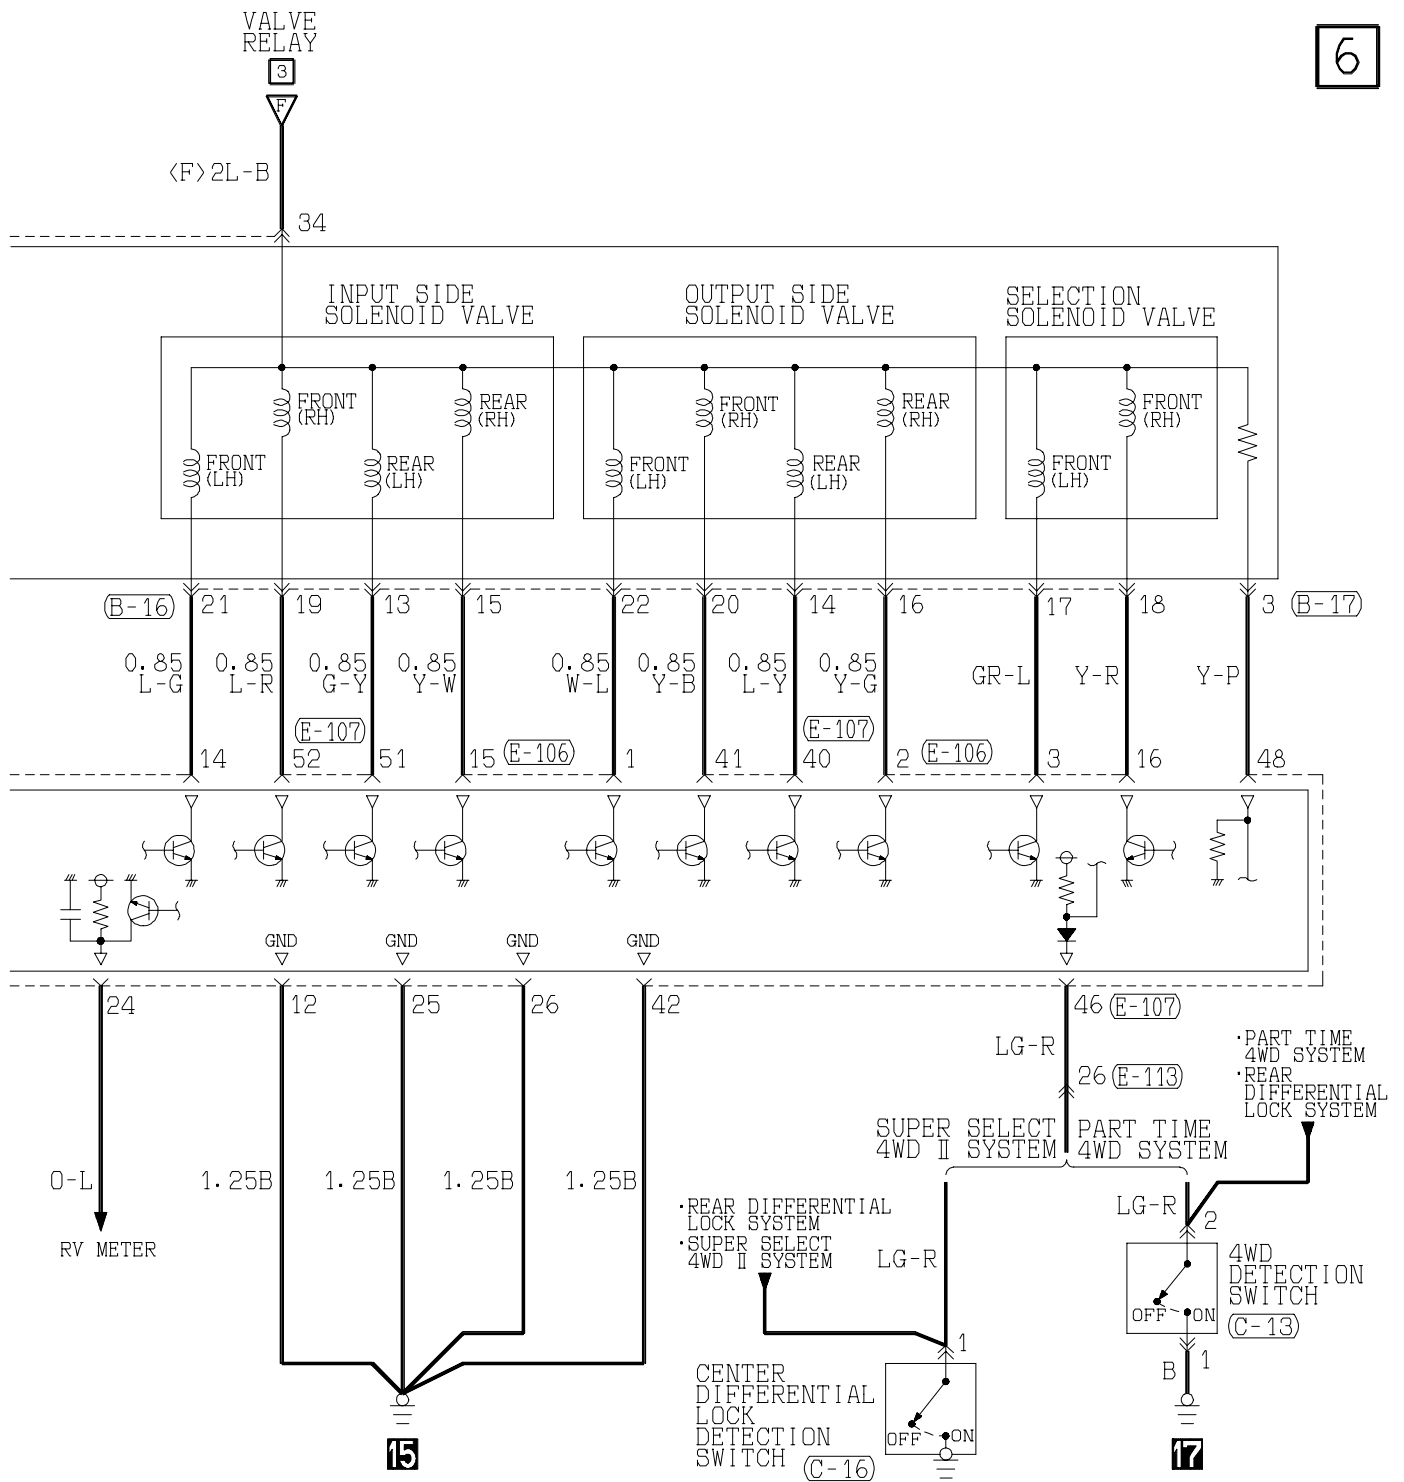 VALVE
RELAY
3
F
6
〈F〉2L-B
34
INPUT SIDE
SOLENOID VALVE
OUTPUT SIDE
SOLENOID VALVE
SELECTION
SOLENOID VALVE
FRONT
(RH)
REAR
(RH)
FRONT
(RH)
REAR
(RH)
FRONT
(RH)
FRONT
(LH)
REAR
(LH)
FRONT
(LH)
REAR
(LH)
FRONT
(LH)
B-16 21 19 13 15 22 20 14 16 17 18 3 B-17
0.85 0.85 0.85 0.85 0.85 0.85 0.85 0.85
L-G L-R G-Y Y-W W-L Y-B L-Y Y-G GR-L Y-R Y-P
E-107 E-107
14 52 51 15 E-106 1 41 40 2 E-106 3 16 48
GND GND GND GND
24 12 25 26 42 46 E-107
LG-R
26 E-113
·PART TIME
4WD SYSTEM
·REAR
DIFFERENTIAL
LOCK SYSTEM
SUPER SELECT
4WD Ⅱ SYSTEM
PART TIME
4WD SYSTEM
O-L 1.25B 1.25B 1.25B 1.25B
·REAR DIFFERENTIAL
LOCK SYSTEM
·SUPER SELECT
4WD Ⅱ SYSTEM
LG-R
LG-R
2
RV METER
4WD
DETECTION
SWITCH
C-13
OFF ON
1
B
1
CENTER
DIFFERENTIAL
LOCK
DETECTION
SWITCH C-16
OFF ON
15
17